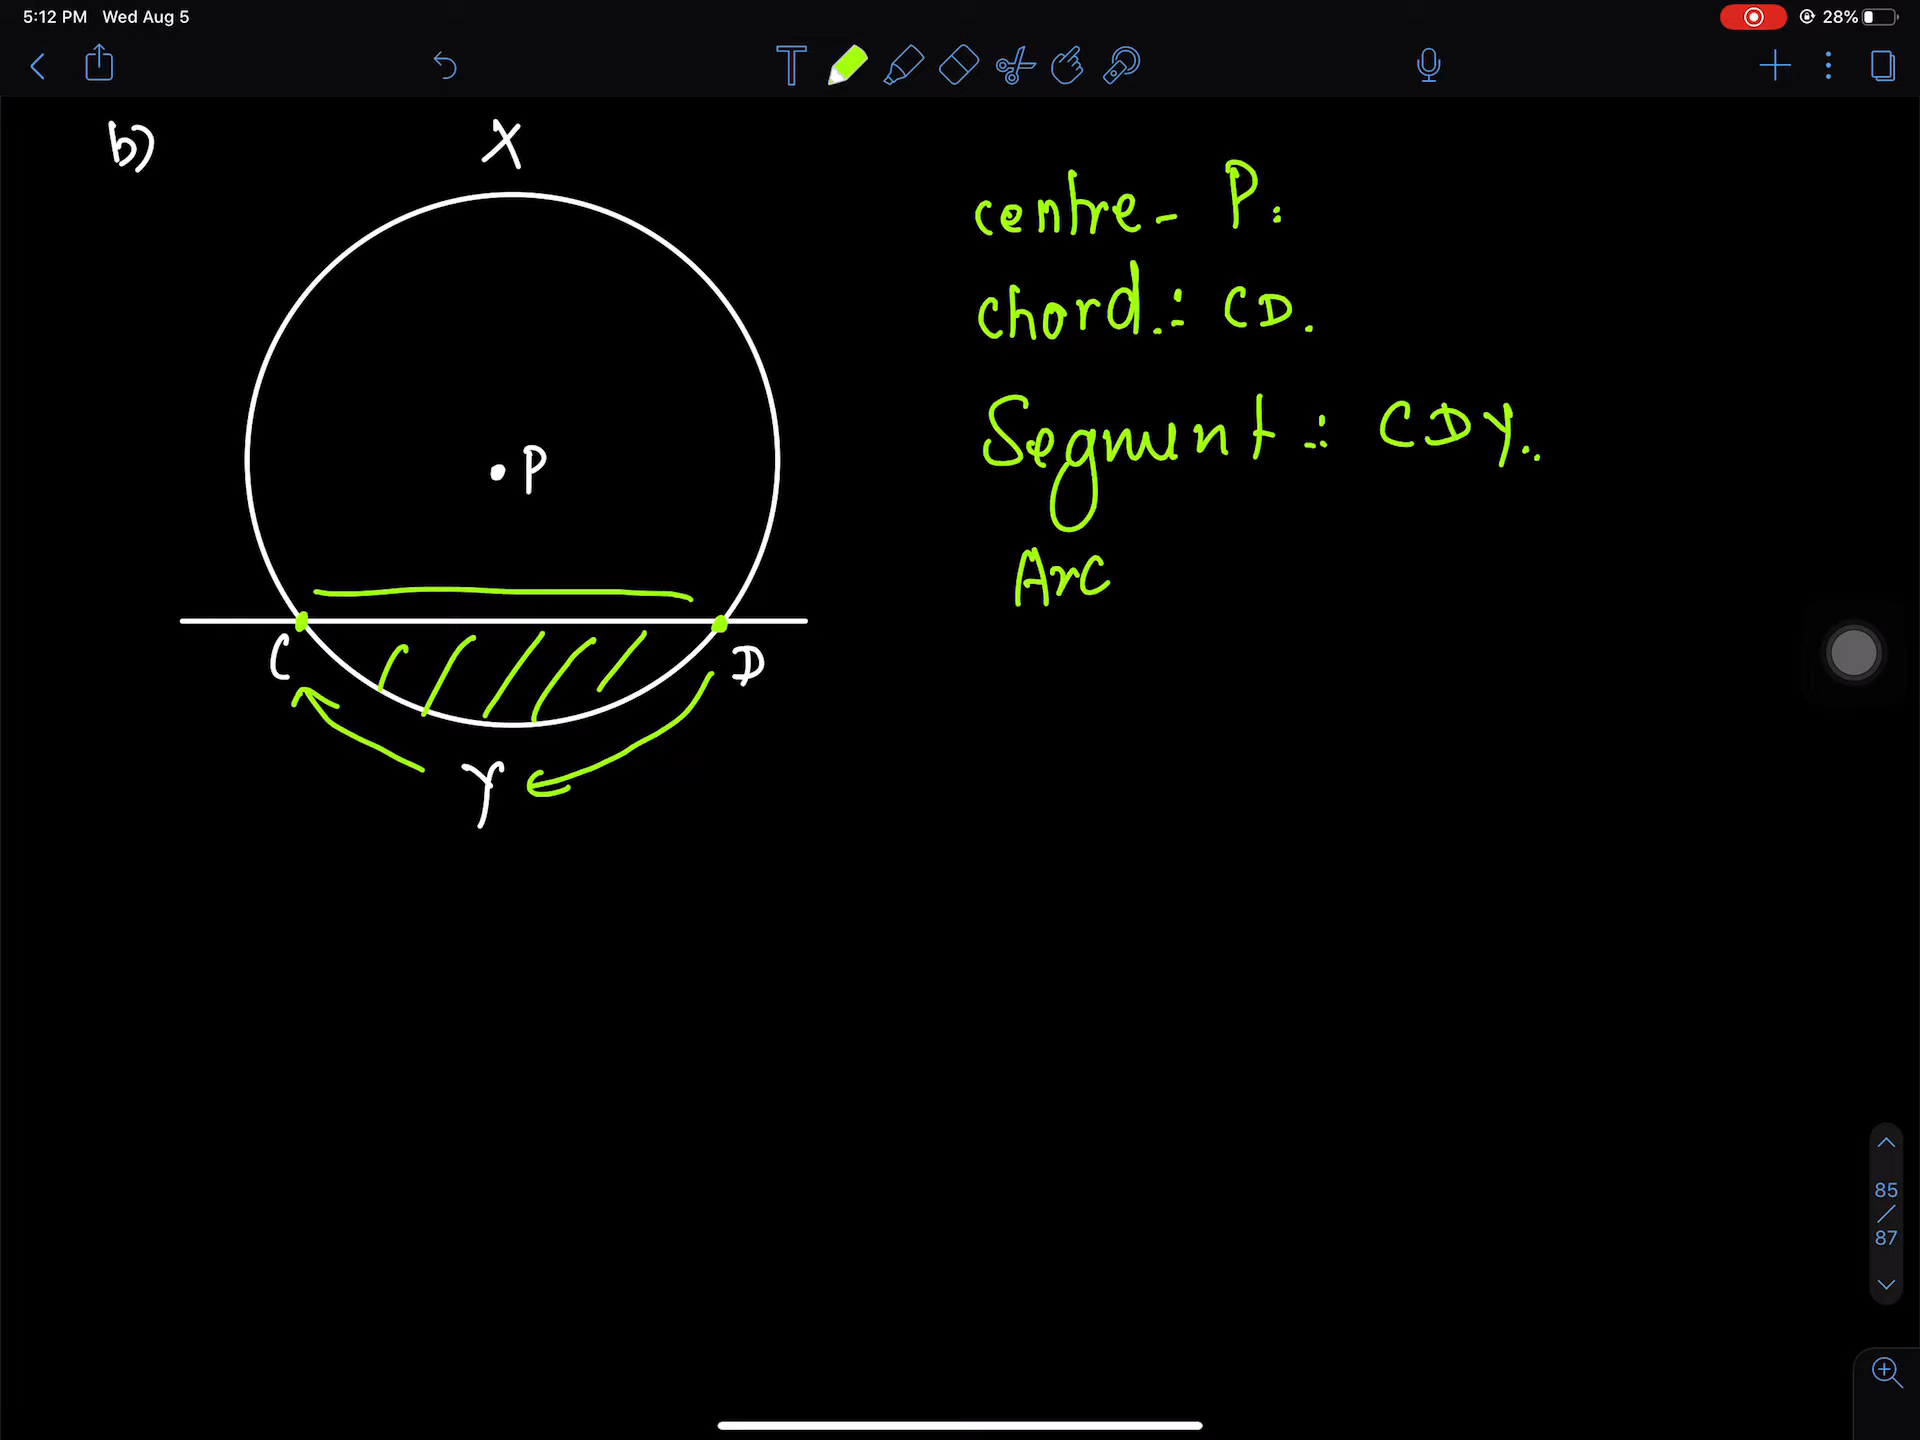 5:12 PM Wed Aug 5
28%
b)
X
centre - P.
chord :- CD.
Segment :- CDY.
P
Arc
C
D
Y
85
/
87